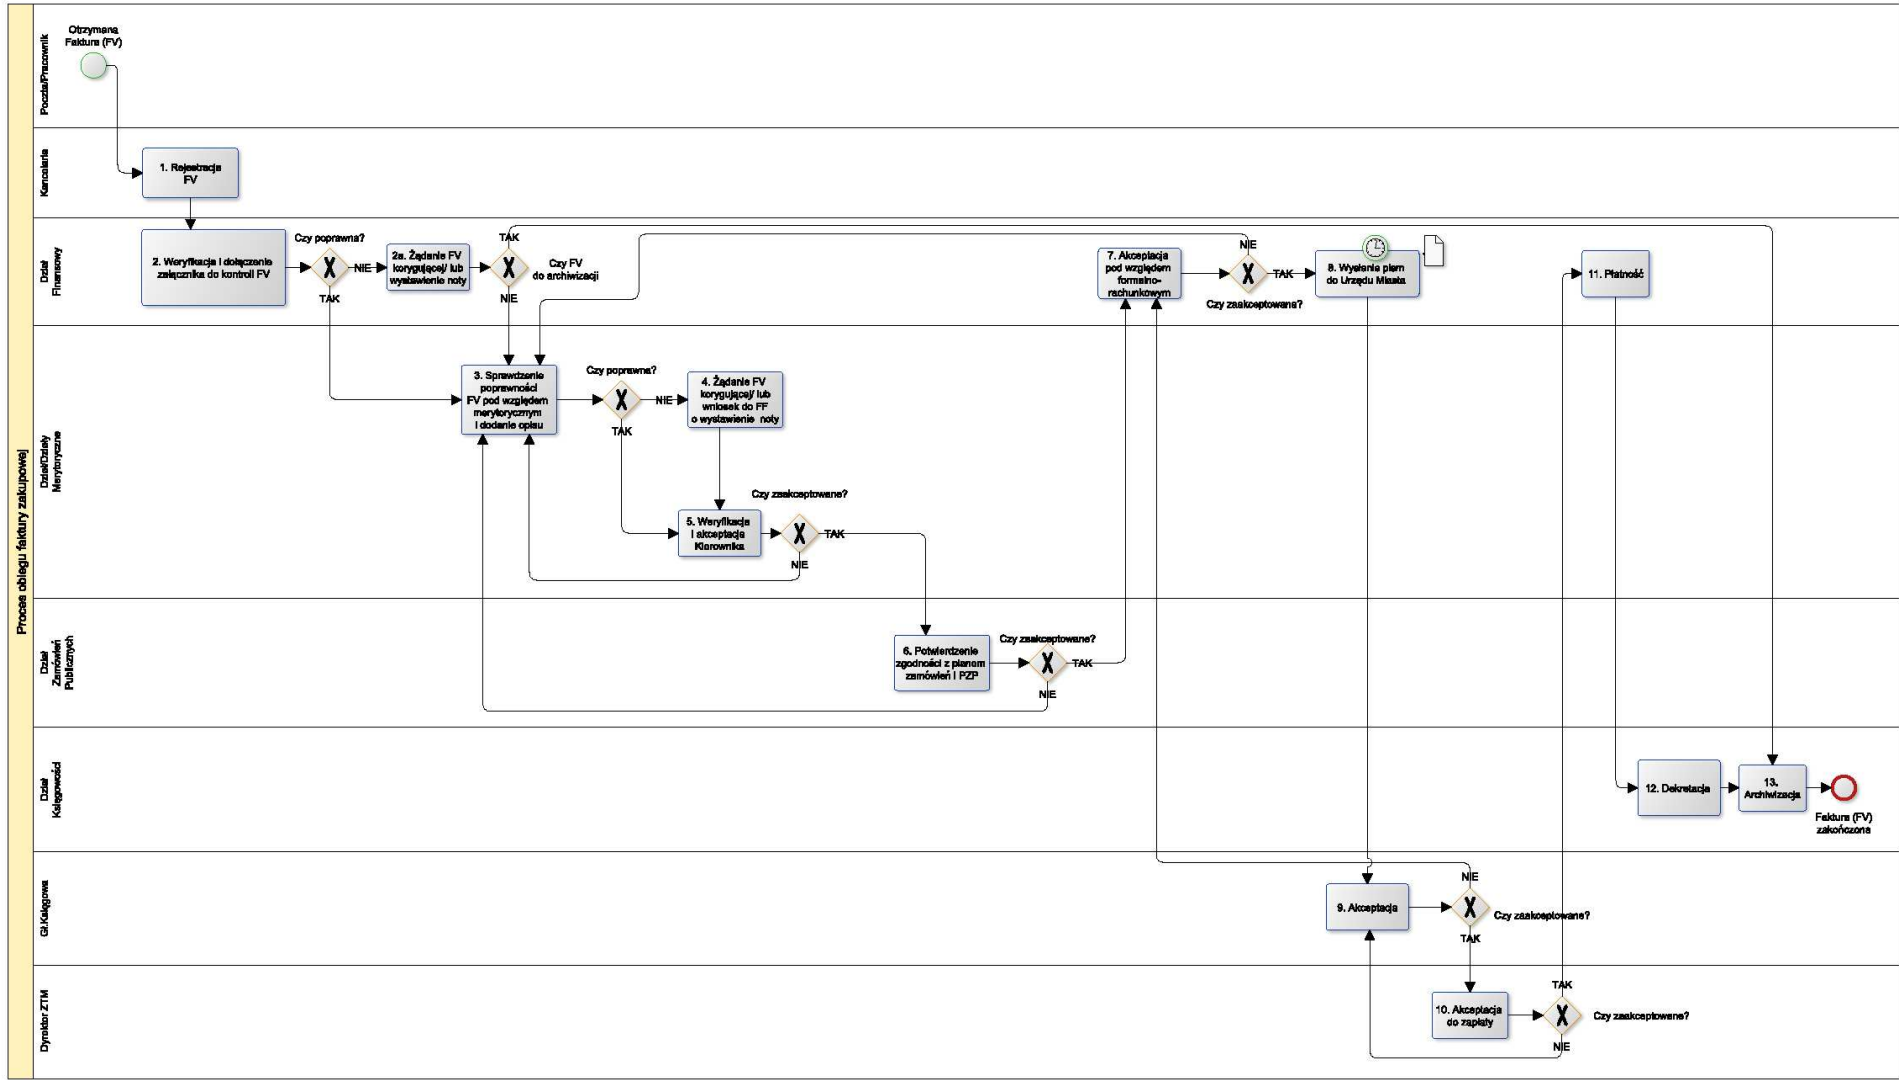 Proces obiegu faktury zakupowej
Poczta/Pracownik
Otrzymana
Faktura (FV)
Kancelaria
1. Rejestracja
FV
Dział
Finansowy
2. Weryfikacja i dołączenie
załącznika do kontroli FV
Czy poprawna?
NIE
TAK
2a. Żądanie FV
korygującej/ lub
wystawienie noty
TAK
Czy FV
do archiwizacji
NIE
7. Akceptacja
pod względem
formalno-
rachunkowym
NIE
TAK
Czy zaakceptowane?
8. Wysłanie pism
do Urzędu Miasta
11. Płatność
Dział/Działy
Merytoryczne
3. Sprawdzenie
poprawności
FV pod względem
merytorycznym
i dodanie opisu
Czy poprawna?
NIE
TAK
4. Żądanie FV
korygującej/ lub
wniosek do FF
o wystawienie noty
5. Weryfikacja
i akceptacja
Kierownika
Czy zaakceptowane?
TAK
NIE
Dział
Zamówień
Publicznych
6. Potwierdzenie
zgodności z planem
zamówień i PZP
Czy zaakceptowane?
TAK
NIE
Dział
Księgowości
12. Dekretacja
13.
Archiwizacja
Faktura (FV)
zakończona
Gł.Księgowa
9. Akceptacja
NIE
Czy zaakceptowane?
TAK
Dyrektor ZTM
10. Akceptacja
do zapłaty
TAK
Czy zaakceptowane?
NIE